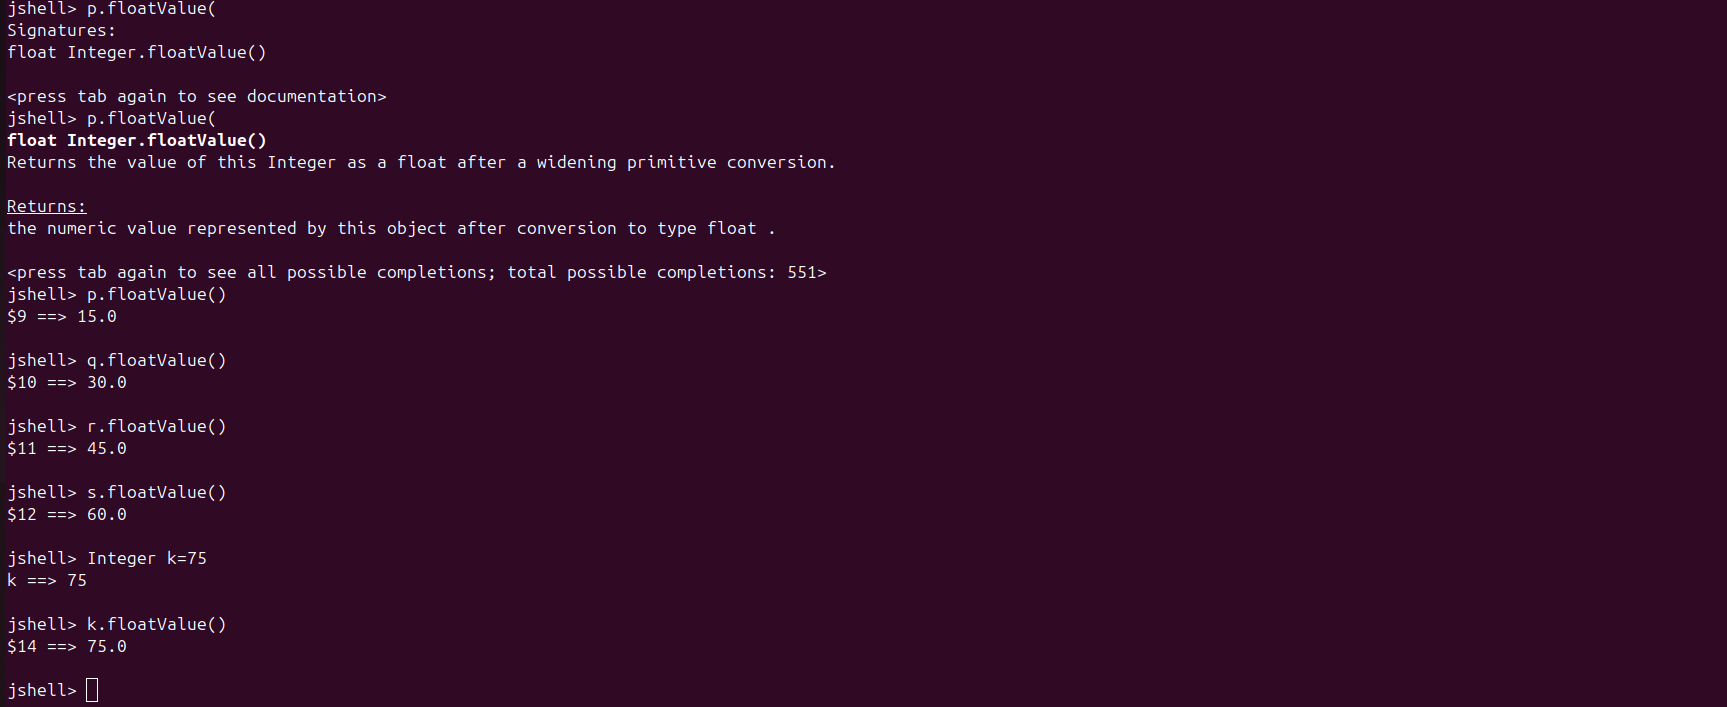 jshell> p.floatValue(
Signatures:
float Integer.floatValue()
<press tab again to see documentation>
jshell> p.floatValue(
float Integer.floatValue()
Returns the value of this Integer as a float after a widening primitive conversion.
Returns:
the numeric value represented by this object after conversion to type float .
<press tab again to see all possible completions; total possible completions: 551>
jshell> p.floatValue()
$9 ==> 15.0
jshell> q.floatValue()
$10 ==> 30.0
jshell> r.floatValue()
$11 ==> 45.0
jshell> s.floatValue()
$12 ==> 60.0
jshell> Integer k=75
k ==> 75
jshell> k.floatValue()
$14 ==> 75.0
jshell>